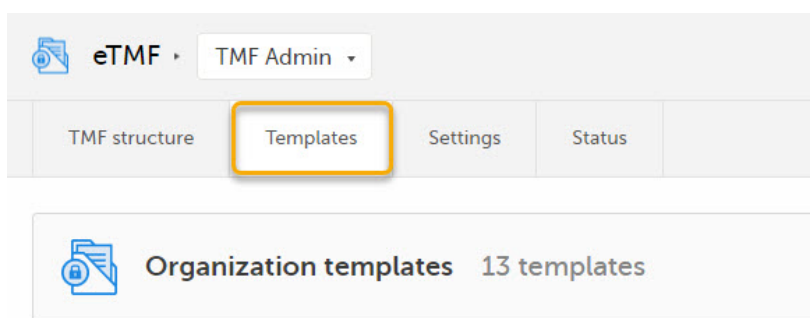 eTMF TMF Admin
TMF structure Templates Settings Status
Organization templates 13 templates